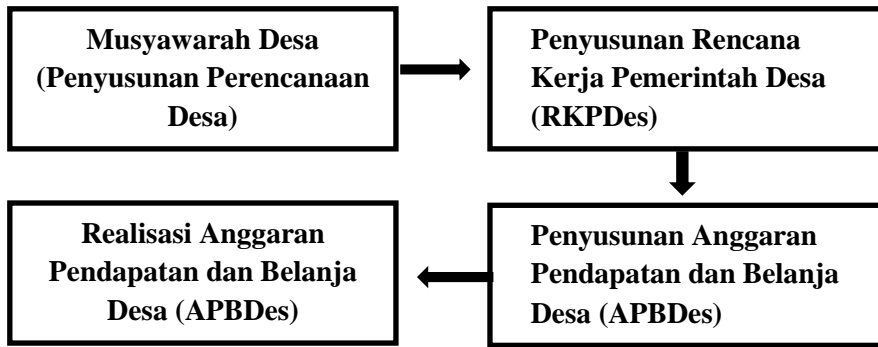 Musyawarah Desa
(Penyusunan Perencanaan
Desa)
Penyusunan Rencana
Kerja Pemerintah Desa
(RKPDes)
Penyusunan Anggaran
Pendapatan dan Belanja
Desa (APBDes)
Realisasi Anggaran
Pendapatan dan Belanja
Desa (APBDes)